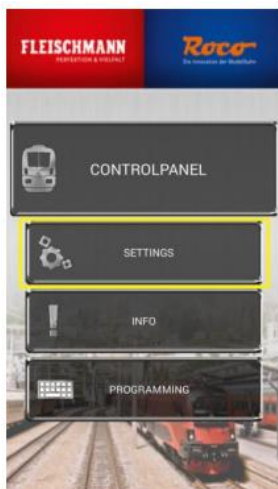 FLEISCHMANN
PERFEKTION & VIELFALT
Roco
Die Innovation der Modellbahn
CONTROLPANEL
SETTINGS
INFO
PROGRAMMING